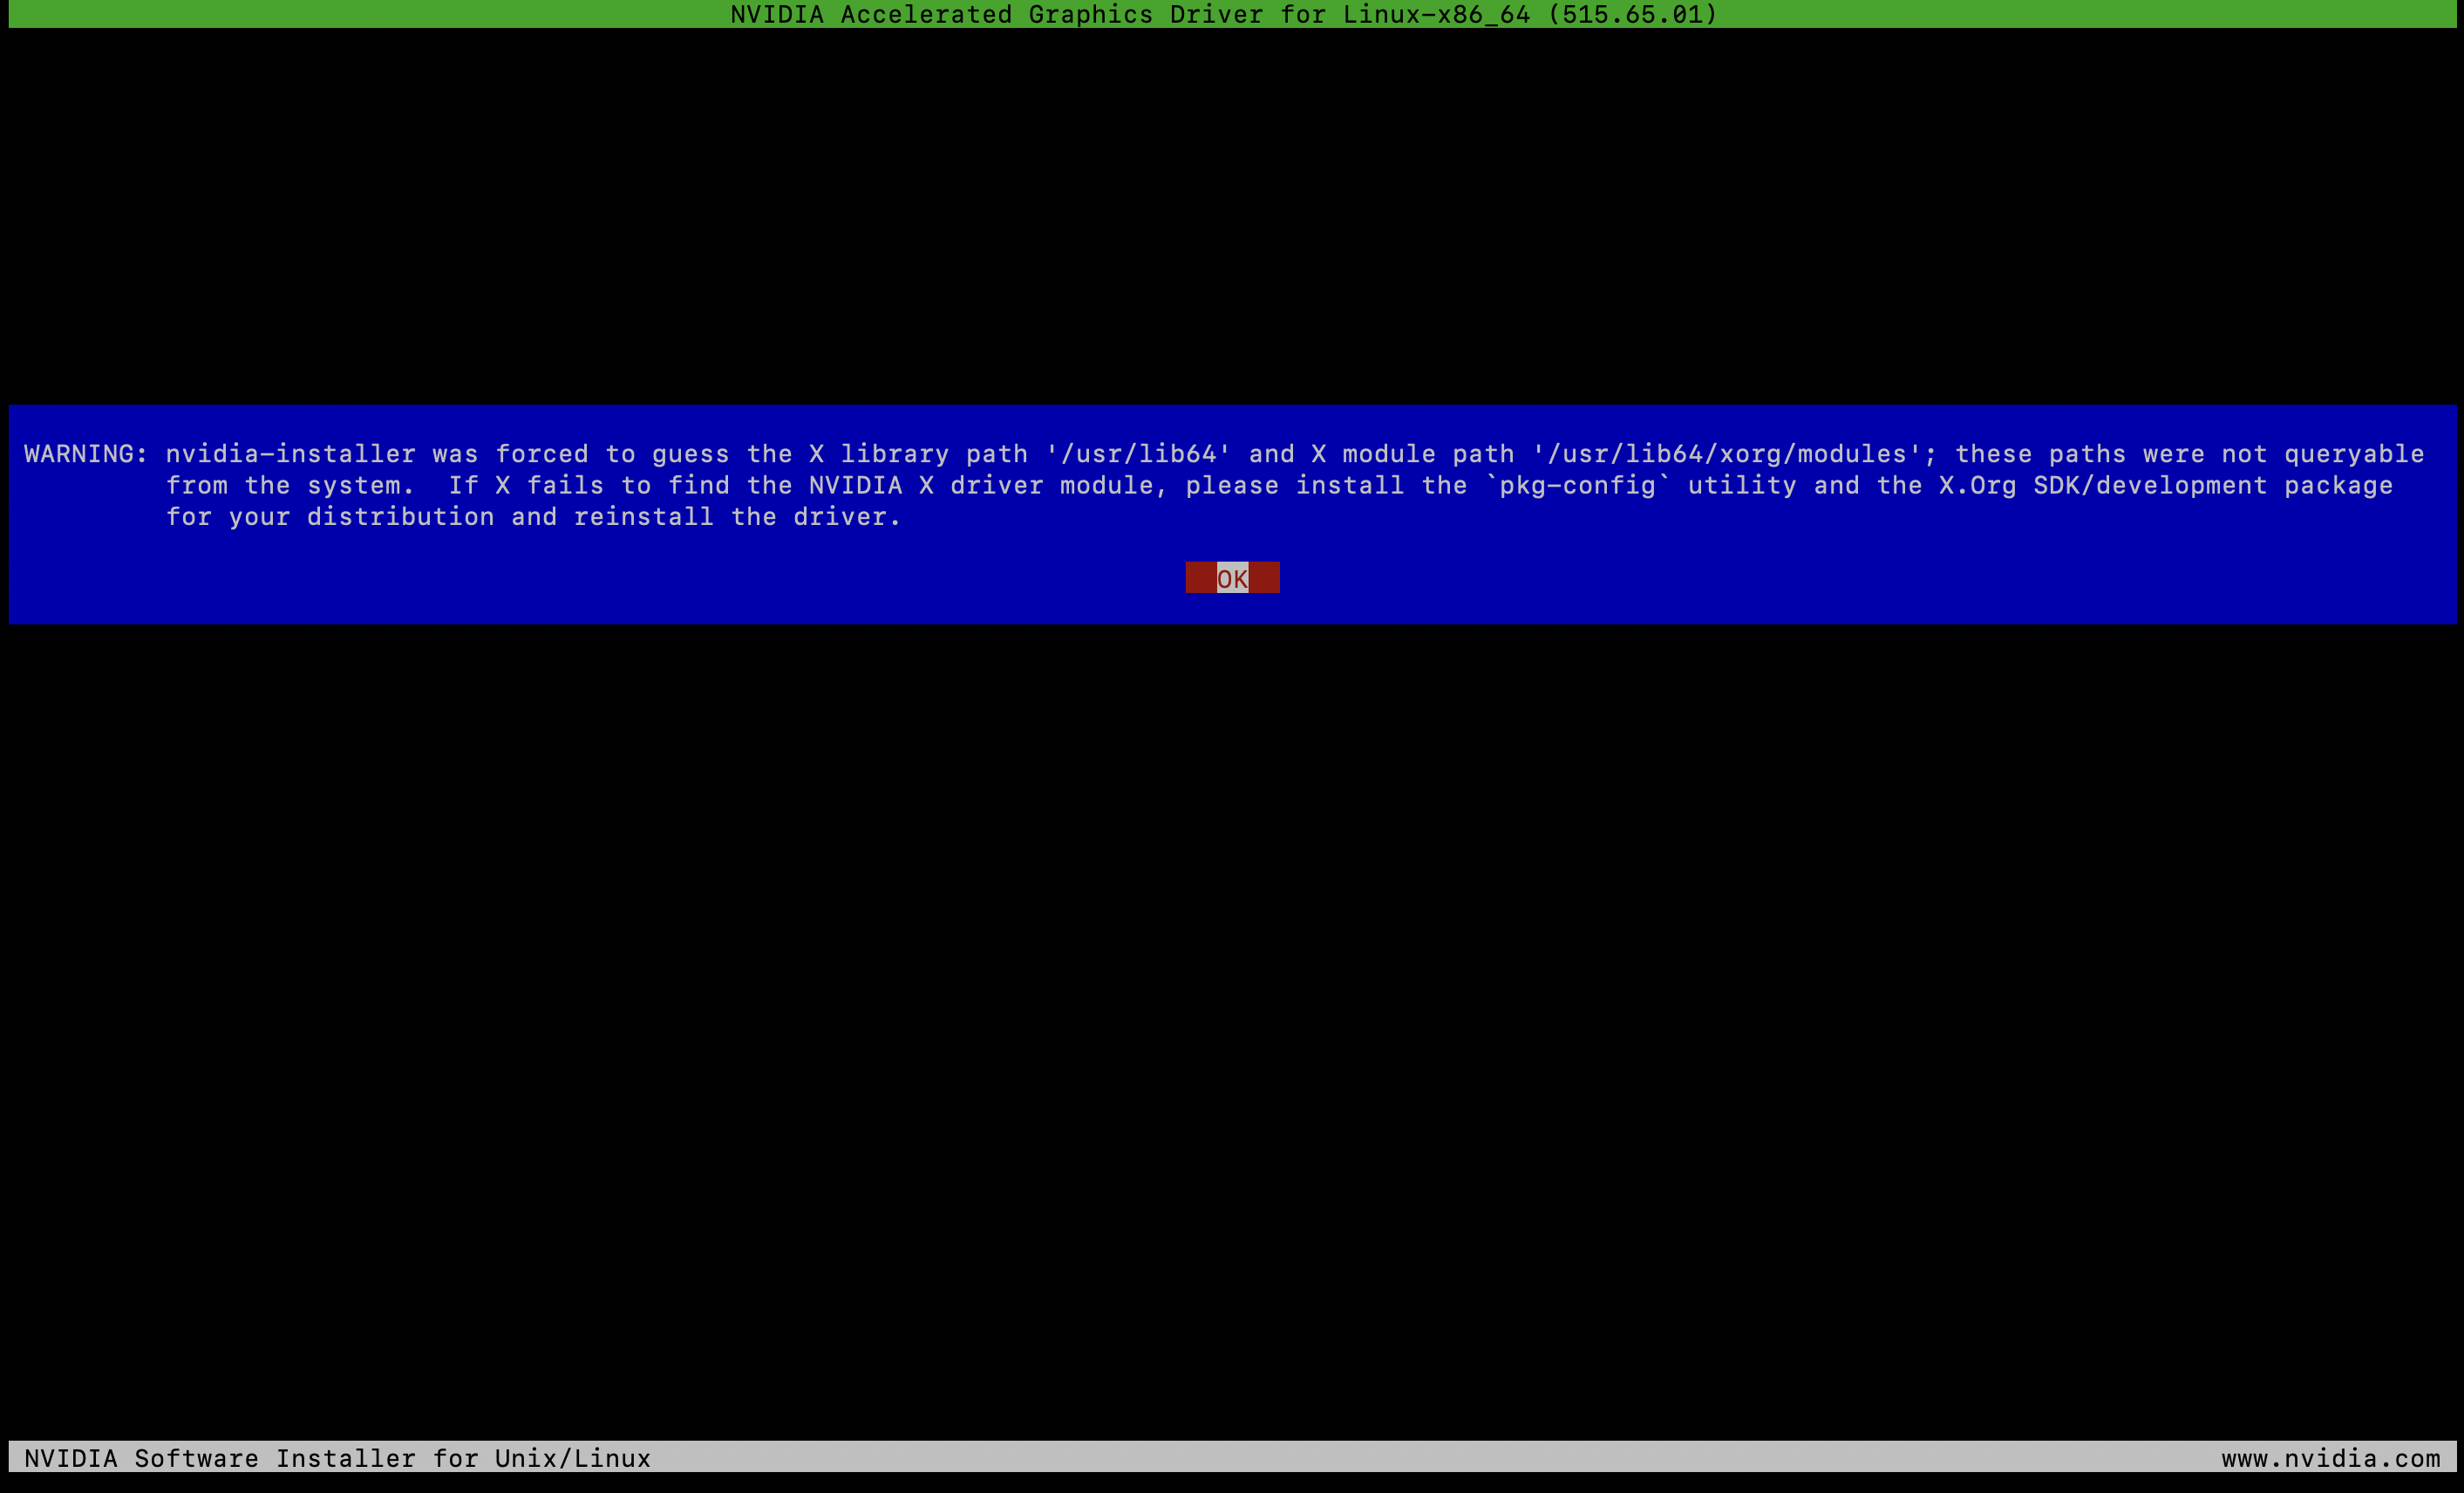 NVIDIA Accelerated Graphics Driver for Linux-x86_64 (515.65.01)
WARNING: nvidia-installer was forced to guess the X library path '/usr/lib64' and X module path '/usr/lib64/xorg/modules'; these paths were not queryable
from the system.  If X fails to find the NVIDIA X driver module, please install the `pkg-config` utility and the X.Org SDK/development package
for your distribution and reinstall the driver.
OK
NVIDIA Software Installer for Unix/Linux www.nvidia.com